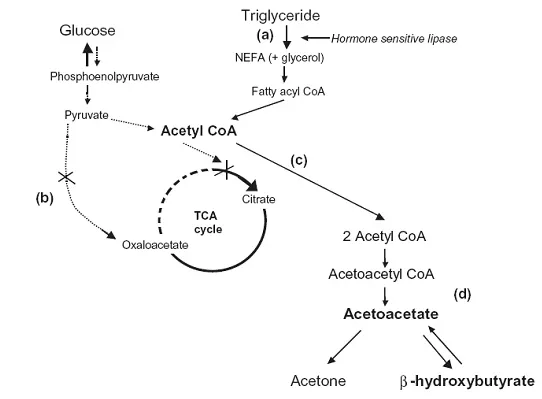 Triglyceride
Glucose
(a)
Hormone sensitive lipase
NEFA (+ glycerol)
Phosphoenolpyruvate
Fatty acyl CoA
Pyruvate
Acetyl CoA
(c)
(b)
Citrate
TCA
cycle
Oxaloacetate
2 Acetyl CoA
Acetoacetyl CoA
(d)
Acetoacetate
Acetone
β-hydroxybutyrate